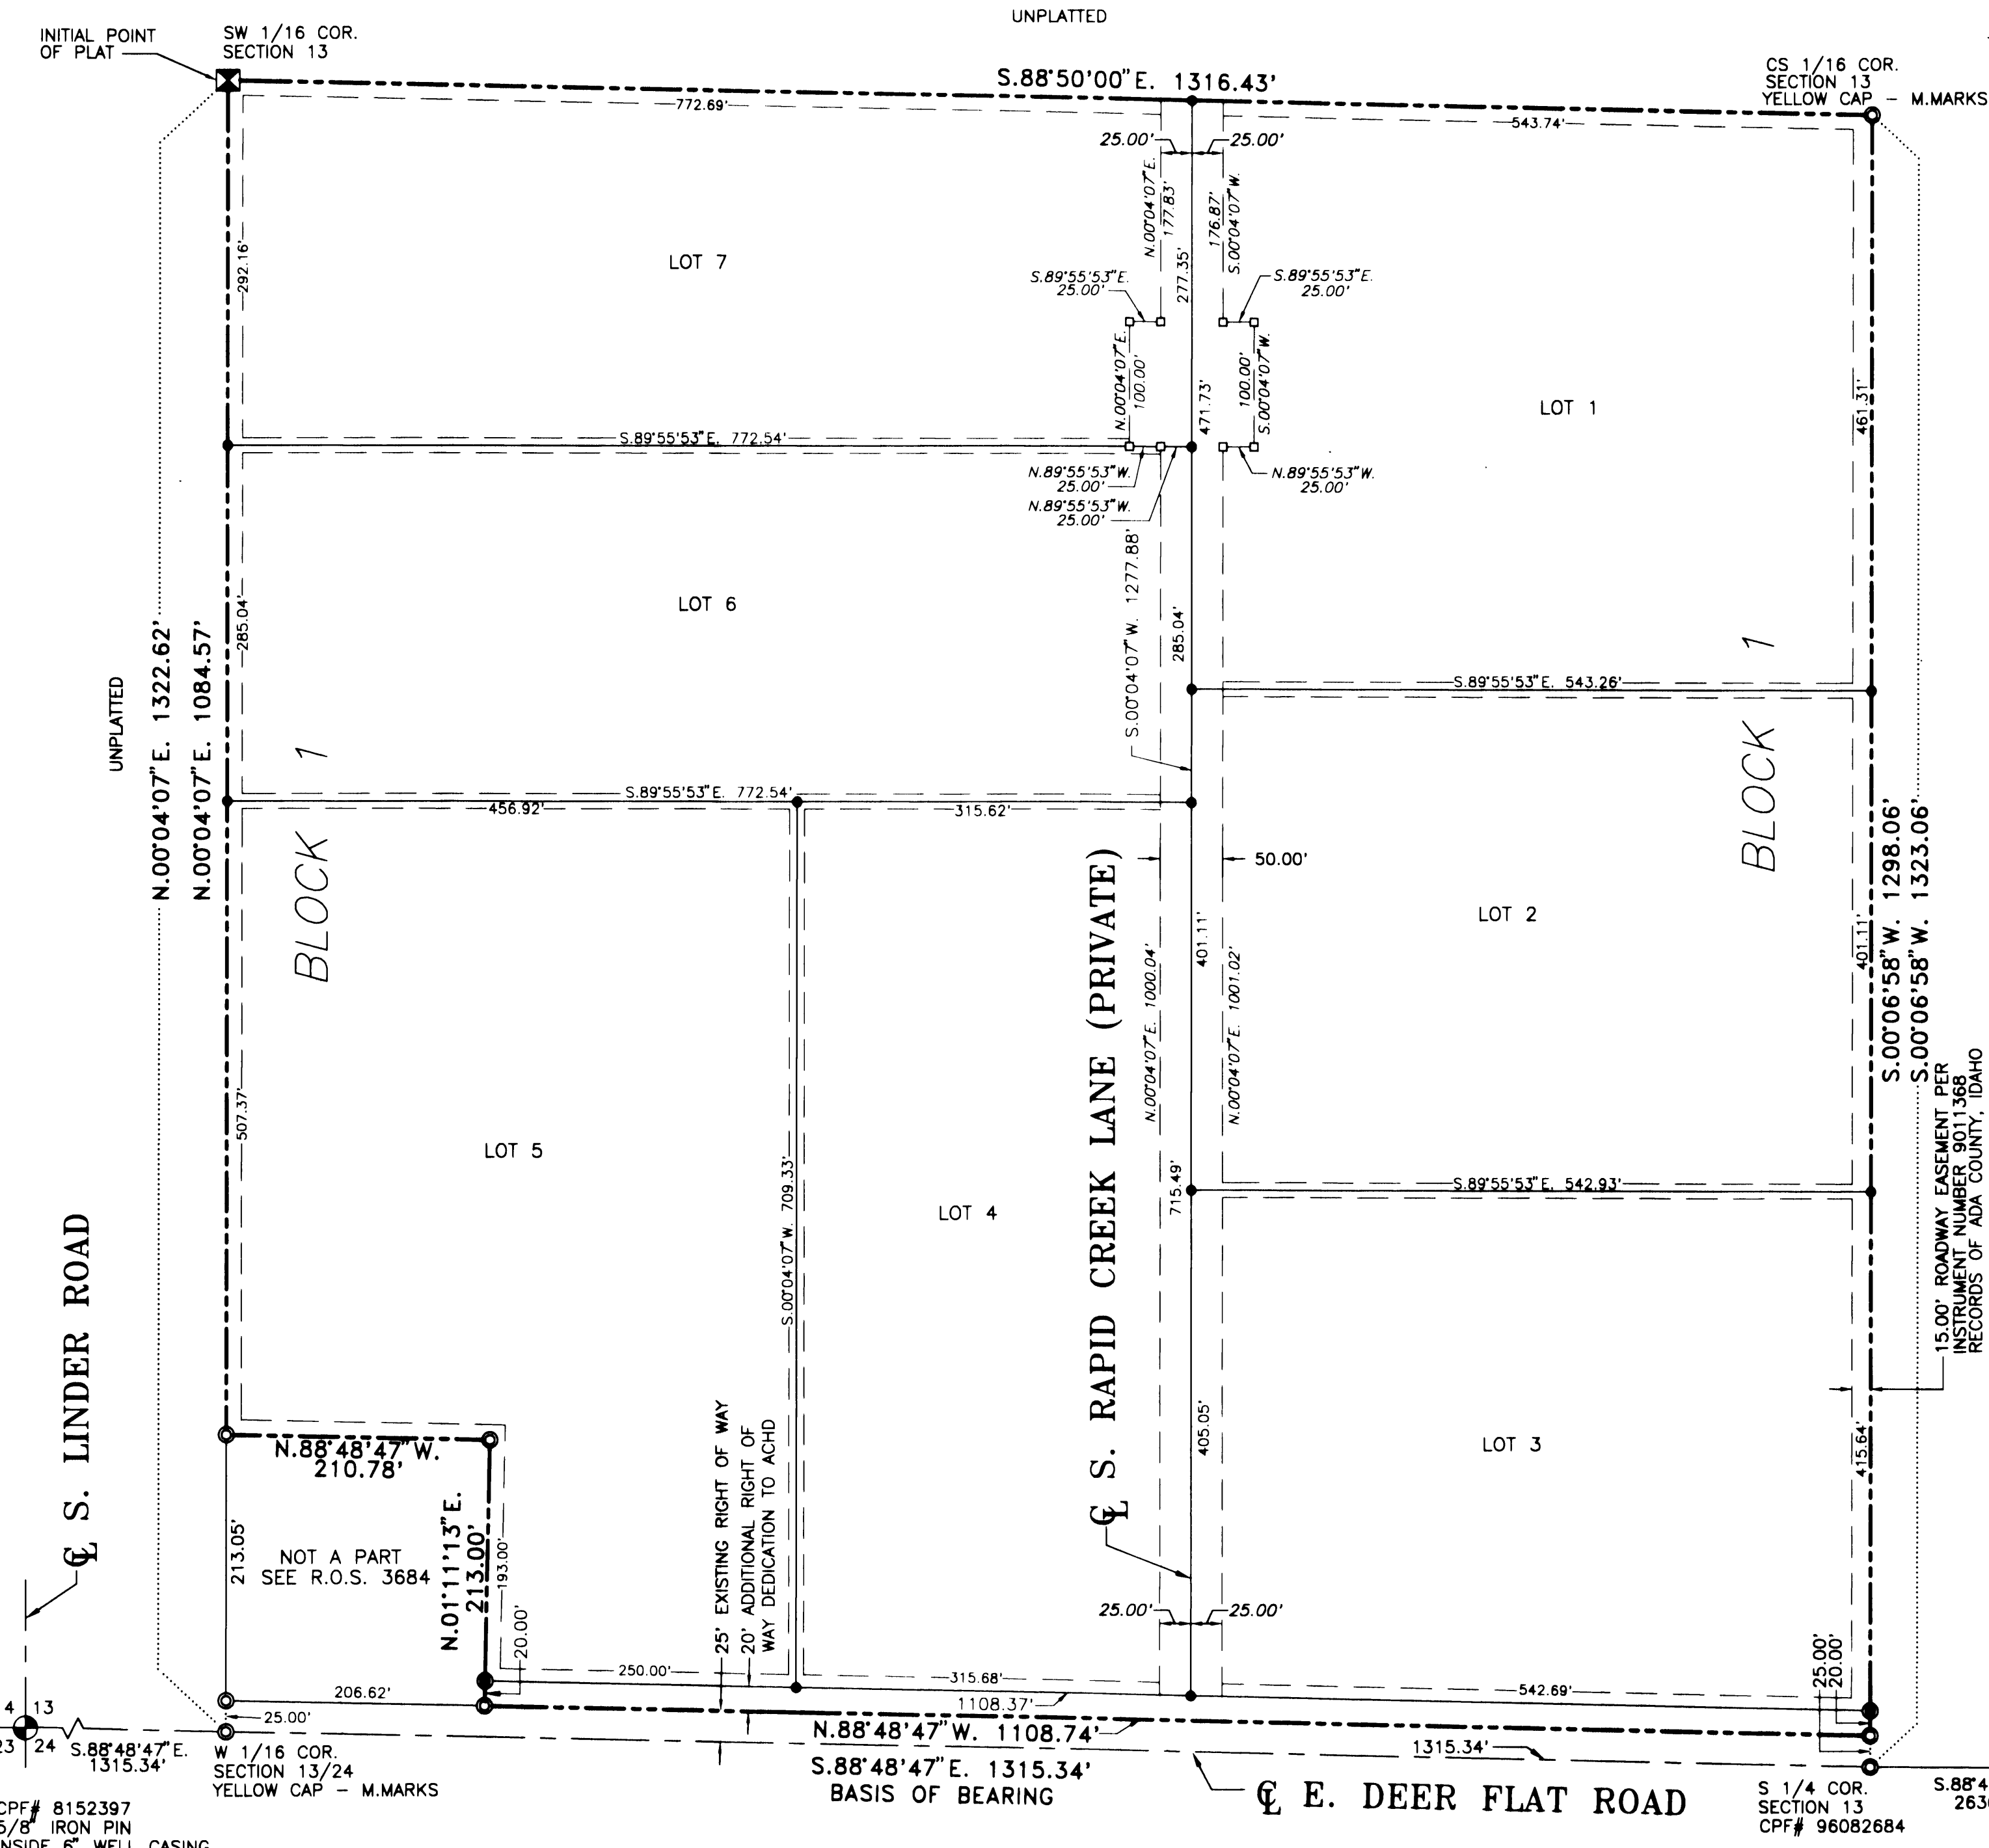 UNPLATTED
INITIAL POINT
OF PLAT
SW 1/16 COR.
SECTION 13
S.88°50'00"E. 1316.43'
CS 1/16 COR.
SECTION 13
YELLOW CAP - M.MARKS
772.69'
543.74'
25.00'
25.00'
N.00°04'07"E.
177.83'
176.87'
S.00°04'07"W.
292.16'
LOT 7
277.35'
S.89°55'53"E.
25.00'
S.89°55'53"E.
25.00'
N.00°04'07"E.
100.00'
100.00'
S.00°04'07"W.
471.73'
LOT 1
461.31'
S.89°55'53"E. 772.54'
N.89°55'53"W.
25.00'
N.89°55'53"W.
25.00'
N.89°55'53"W.
25.00'
S.00°04'07"W. 1277.88'
285.04'
LOT 6
285.04'
UNPLATTED
N.00°04'07"E. 1322.62'
N.00°04'07"E. 1084.57'
BLOCK 1
S.89°55'53"E. 543.26'
BLOCK 1
S.89°55'53"E. 772.54'
456.92'
315.62'
50.00'
S.00°06'58"W. 1298.06'
S.00°06'58"W. 1323.06'
LOT 2
401.11'
401.11'
N.00°04'07"E. 1000.04'
N.00°04'07"E. 1001.02'
℄ S. RAPID CREEK LANE (PRIVATE)
507.37'
LOT 5
S.00°04'07"W. 709.33'
LOT 4
715.49'
S.89°55'53"E. 542.93'
15.00' ROADWAY EASEMENT PER
INSTRUMENT NUMBER 9011368
RECORDS OF ADA COUNTY, IDAHO
℄ S. LINDER ROAD
N.88°48'47"W.
210.78'
405.05'
LOT 3
415.64'
213.05'
NOT A PART
SEE R.O.S. 3684
N.01°11'13"E.
213.00'
193.00'
20.00'
25' EXISTING RIGHT OF WAY
20' ADDITIONAL RIGHT OF
WAY DEDICATION TO ACHD
25.00'
25.00'
25.00'
20.00'
250.00'
315.68'
542.69'
206.62'
1108.37'
25.00'
N.88°48'47"W. 1108.74'
4 13
23 24
S.88°48'47"E.
1315.34'
W 1/16 COR.
SECTION 13/24
YELLOW CAP - M.MARKS
S.88°48'47"E. 1315.34'
BASIS OF BEARING
1315.34'
℄ E. DEER FLAT ROAD
S 1/4 COR.
SECTION 13
CPF# 96082684
S.88°4
263
CPF# 8152397
5/8" IRON PIN
INSIDE 6" WELL CASING